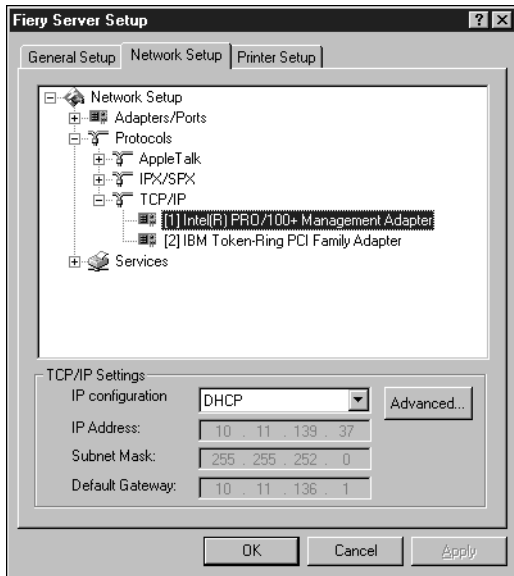 Fiery Server Setup
General Setup Network Setup Printer Setup
Network Setup
Adapters/Ports
Protocols
AppleTalk
IPX/SPX
TCP/IP
[1] Intel(R) PRO/100+ Management Adapter
[2] IBM Token-Ring PCI Family Adapter
Services
TCP/IP Settings
IP configuration DHCP Advanced...
IP Address: 10 . 11 . 139 . 37
Subnet Mask: 255 . 255 . 252 . 0
Default Gateway: 10 . 11 . 136 . 1
OK Cancel Apply